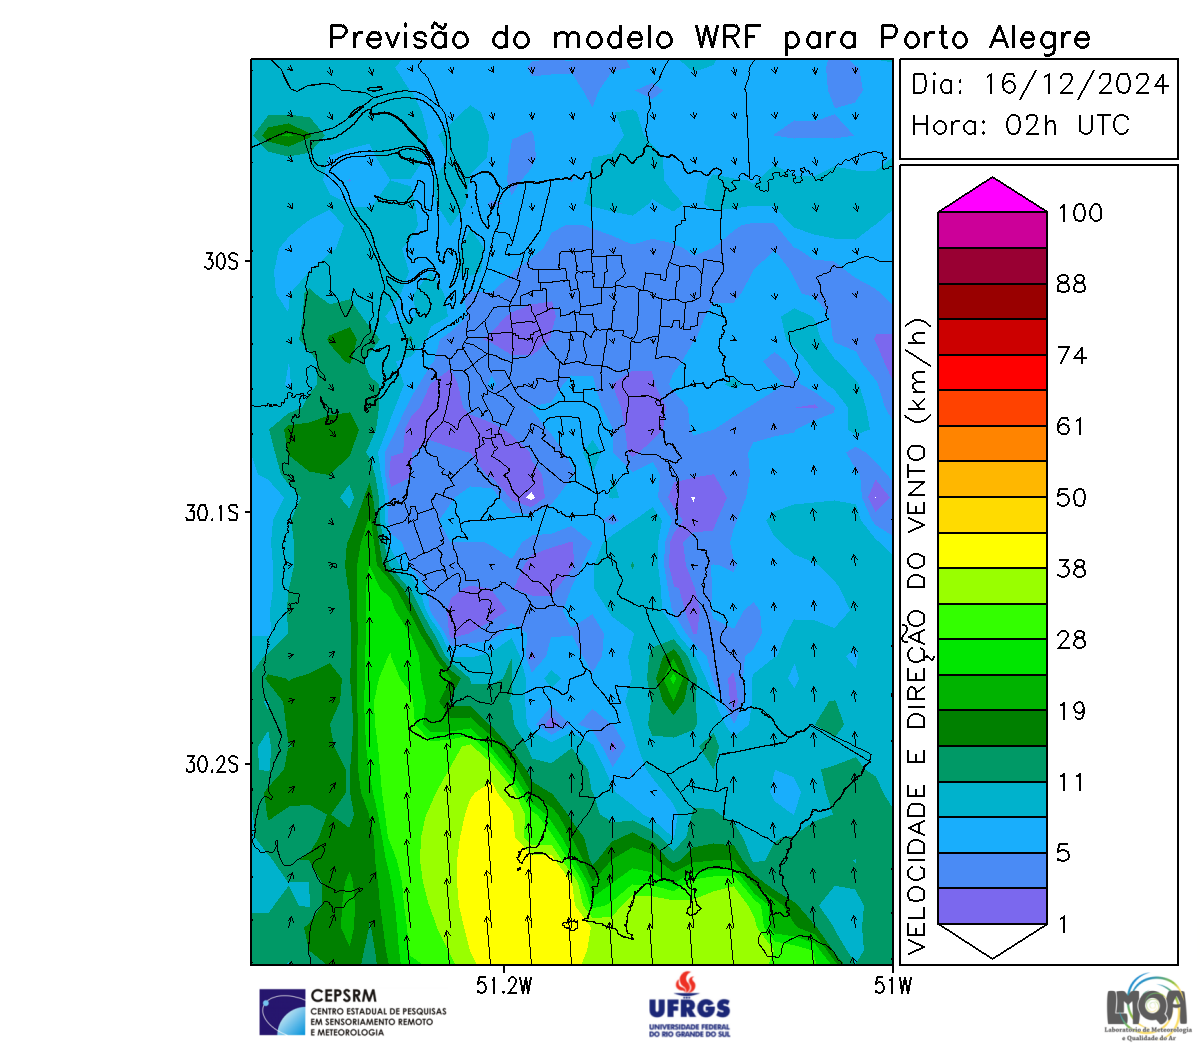 Previsão do modelo WRF para Porto Alegre
Dia: 16/12/2024
Hora: 02h UTC
30S
30.1S
30.2S
51.2W
51W
VELOCIDADE E DIREÇÃO DO VENTO (km/h)
100
88
74
61
50
38
28
19
11
5
1
CEPSRM
CENTRO ESTADUAL DE PESQUISAS
EM SENSORIAMENTO REMOTO
E METEOROLOGIA
UFRGS
UNIVERSIDADE FEDERAL
DO RIO GRANDE DO SUL
LMQA
Laboratório de Meteorologia
e Qualidade do Ar